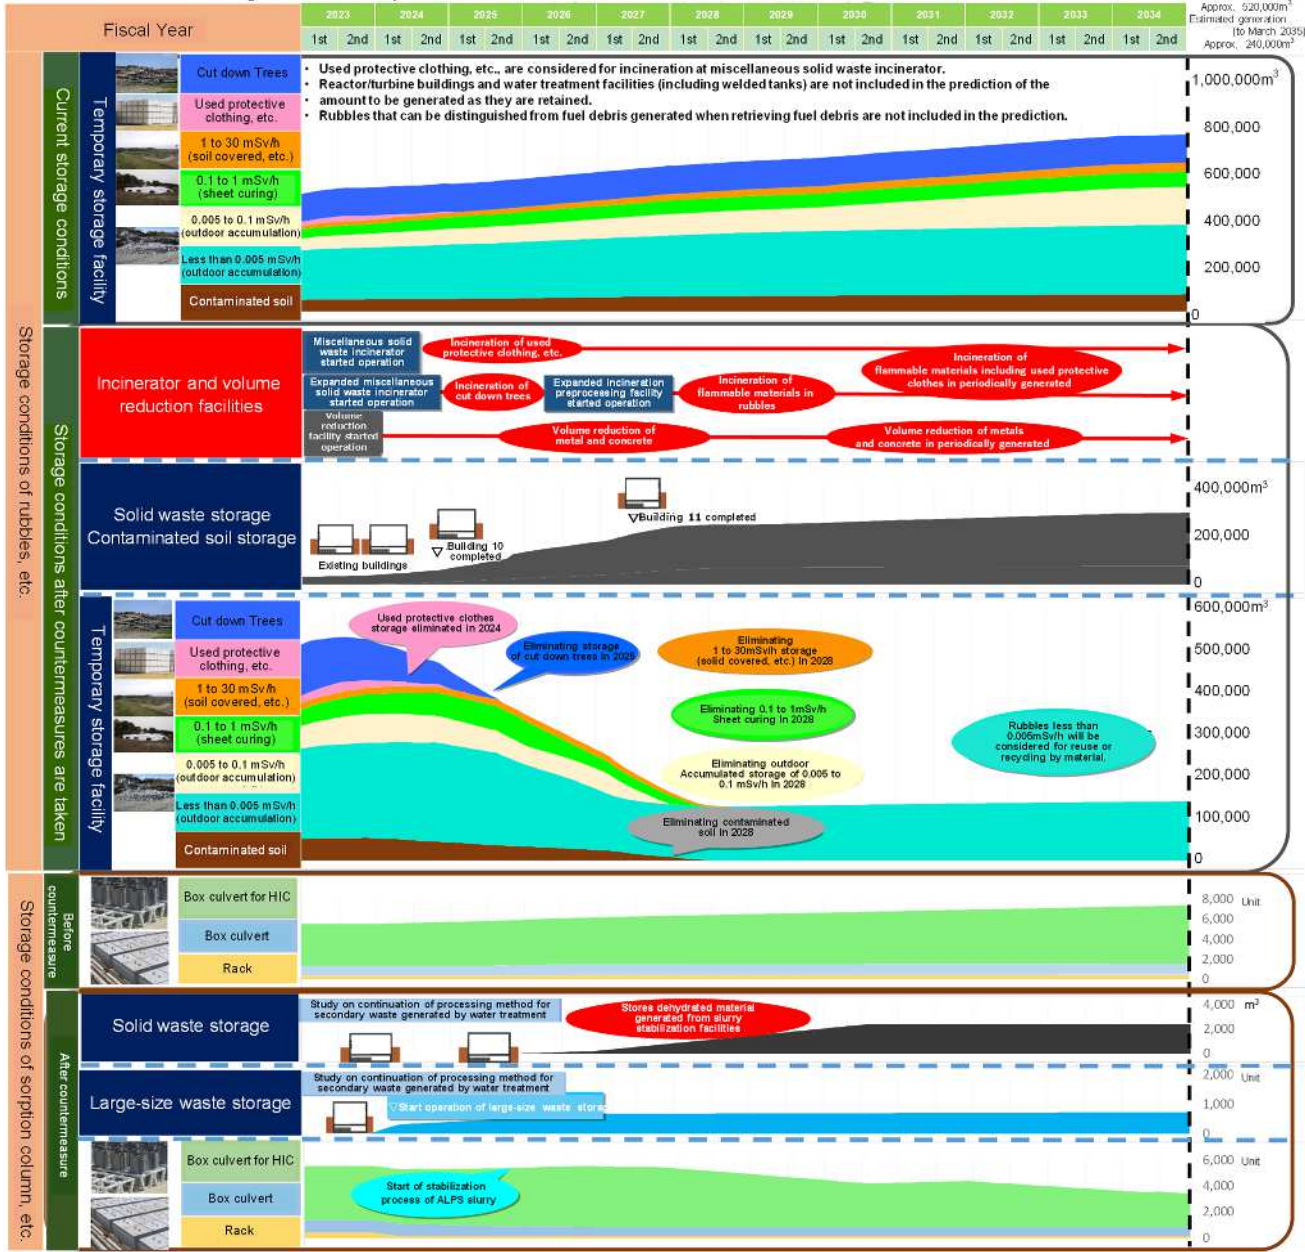 Fiscal Year
2023 2024 2025 2026 2027 2028 2029 2030 2031 2032 2033 2034
1st 2nd 1st 2nd 1st 2nd 1st 2nd 1st 2nd 1st 2nd 1st 2nd 1st 2nd 1st 2nd 1st 2nd 1st 2nd 1st 2nd
Approx. 520,000m³
Estimated generation
(to March 2035)
Approx. 240,000m³
Storage conditions of rubbles, etc.
Current storage conditions
Temporary storage facility
Cut down Trees
Used protective
clothing, etc.
1 to 30 mSv/h
(soil covered, etc.)
0.1 to 1 mSv/h
(sheet curing)
0.005 to 0.1 mSv/h
(outdoor accumulation)
Less than 0.005 mSv/h
(outdoor accumulation)
Contaminated soil
• Used protective clothing, etc., are considered for incineration at miscellaneous solid waste incinerator.
• Reactor/turbine buildings and water treatment facilities (including welded tanks) are not included in the prediction of the
• amount to be generated as they are retained.
• Rubbles that can be distinguished from fuel debris generated when retrieving fuel debris are not included in the prediction.
1,000,000m³
800,000
600,000
400,000
200,000
0
Storage conditions after countermeasures are taken
Incinerator and volume
reduction facilities
Miscellaneous solid
waste incinerator
started operation
Incineration of used
protective clothing, etc.
Incineration of
flammable materials including used protective
clothes in periodically generated
Expanded miscellaneous
solid waste incinerator
started operation
Incineration of
cut down trees
Expanded incineration
preprocessing facility
started operation
Incineration of
flammable materials in
rubbles
Volume
reduction
facility started
operation
Volume reduction of
metal and concrete
Volume reduction of metals
and concrete in periodically generated
Solid waste storage
Contaminated soil storage
Existing buildings
▽
Building 10
completed
▽Building 11 completed
400,000m³
200,000
0
Temporary storage facility
Cut down Trees
Used protective
clothing, etc.
1 to 30 mSv/h
(soil covered, etc.)
0.1 to 1 mSv/h
(sheet curing)
0.005 to 0.1 mSv/h
(outdoor accumulation)
Less than 0.005 mSv/h
(outdoor accumulation)
Contaminated soil
Used protective clothes
storage eliminated in 2024
Eliminating storage
of cut down trees in 2025
Eliminating
1 to 30mSv/h storage
(solid covered, etc.) in 2028
Eliminating 0.1 to 1mSv/h
Sheet curing in 2028
Eliminating outdoor
Accumulated storage of 0.005 to
0.1 mSv/h in 2028
Eliminating contaminated
soil in 2028
Rubbles less than
0.005mSv/h will be
considered for reuse or
recycling by material.
600,000m³
500,000
400,000
300,000
200,000
100,000
0
Storage conditions of sorption column, etc.
Before
countermeasure
Box culvert for HIC
Box culvert
Rack
8,000 Unit
6,000
4,000
2,000
0
After countermeasure
Solid waste storage
Study on continuation of processing method for
secondary waste generated by water treatment
Stores dehydrated material
generated from slurry
stabilization facilities
4,000 m³
2,000
0
Large-size waste storage
Study on continuation of processing method for
secondary waste generated by water treatment
▽Start operation of large-size waste stora
2,000 Unit
1,000
0
Box culvert for HIC
Box culvert
Rack
Start of stabilization
process of ALPS slurry
6,000 Unit
4,000
2,000
0